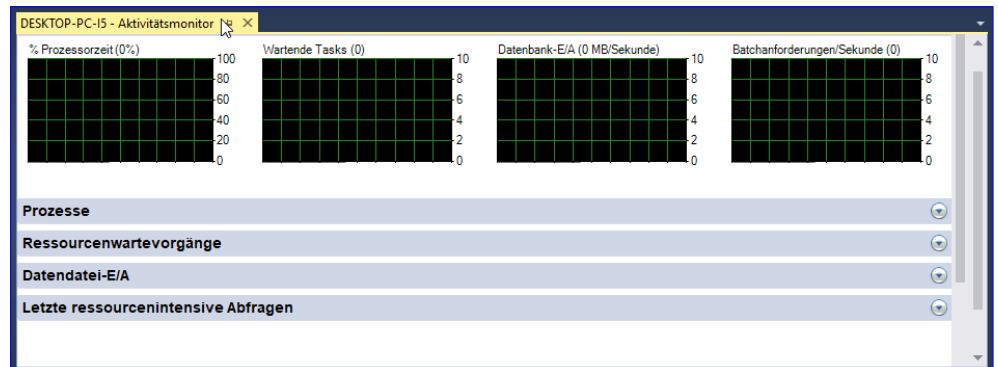 DESKTOP-PC-I5 - Aktivitätsmonitor
% Prozessorzeit (0%)
100
80
60
40
20
0
Wartende Tasks (0)
10
8
6
4
2
0
Datenbank-E/A (0 MB/Sekunde)
10
8
6
4
2
0
Batchanforderungen/Sekunde (0)
10
8
6
4
2
0
Prozesse
Ressourcenwartevorgänge
Datendatei-E/A
Letzte ressourcenintensive Abfragen